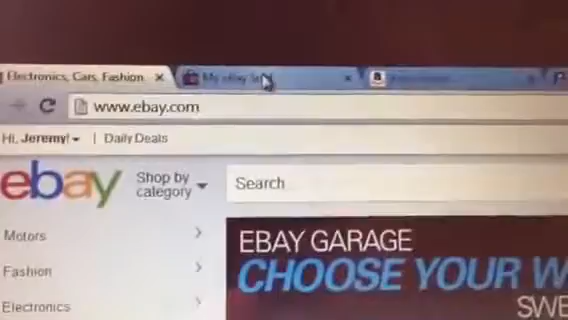 Electronics, Cars, Fashion
My eBay
www.ebay.com
Hi, Jeremy! | Daily Deals
ebay
Shop by
category
Search
Motors
Fashion
Electronics
EBAY GARAGE
CHOOSE YOUR W
SWE